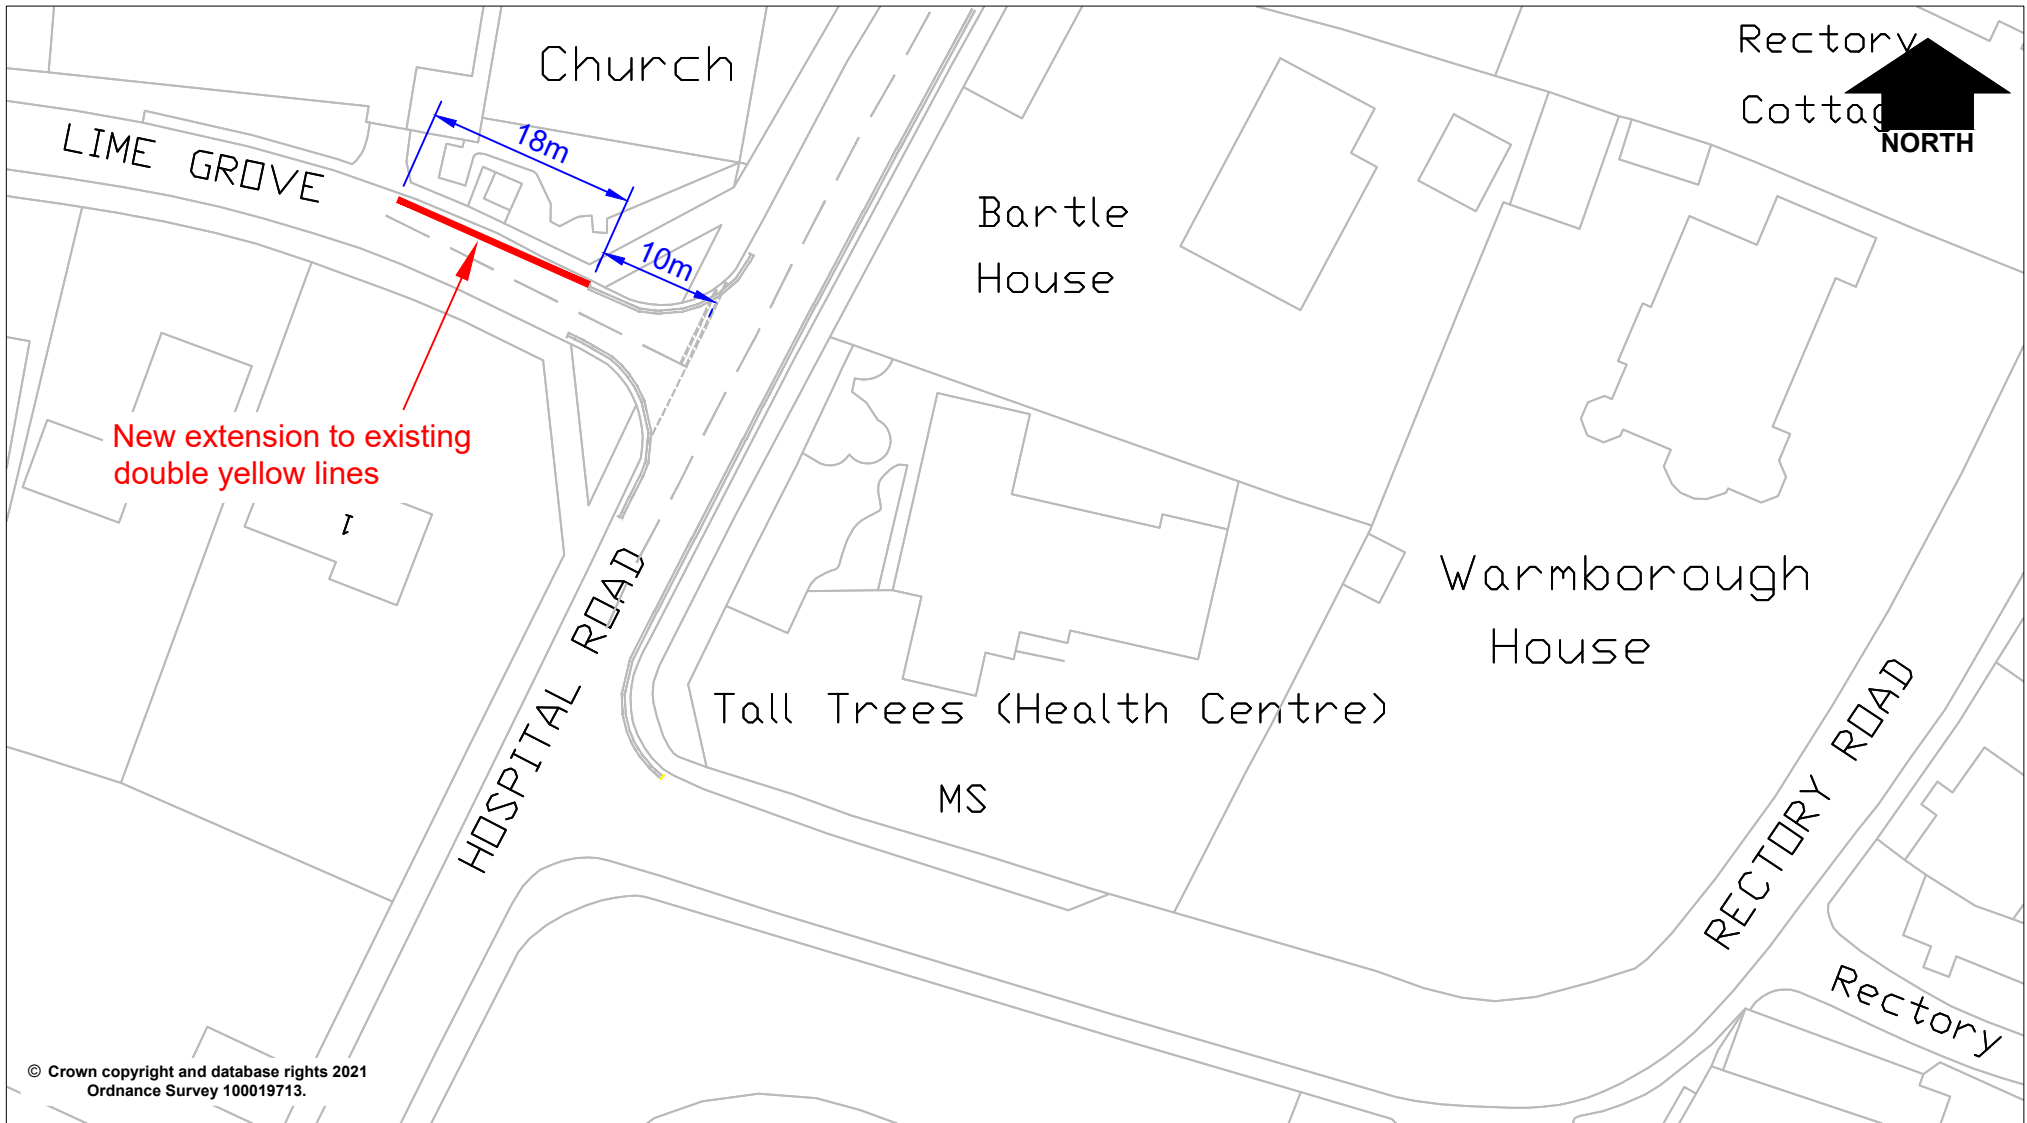 Church
Rectory
Cottag
NORTH
18m
LIME GROVE
Bartle
House
10m
New extension to existing
double yellow lines
1
HOSPITAL ROAD
Warmborough
House
Tall Trees (Health Centre)
MS
RECTORY ROAD
Rectory
© Crown copyright and database rights 2021
Ordnance Survey 100019713.